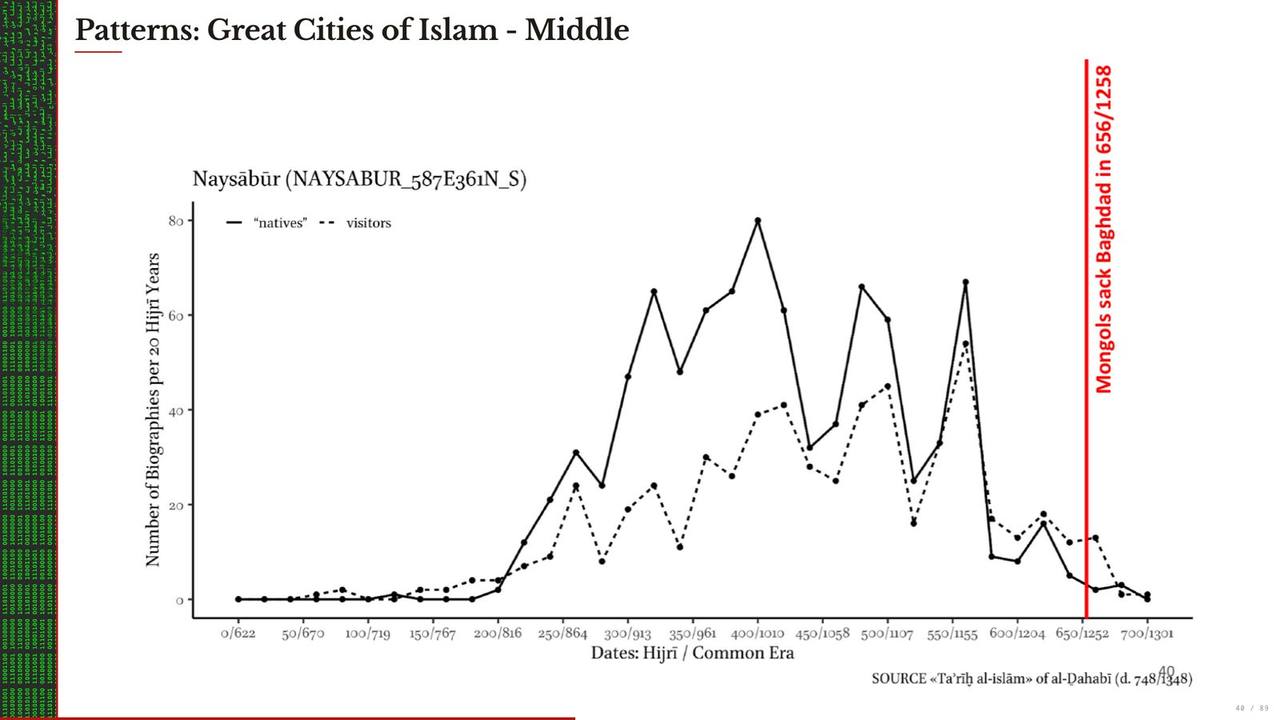 Patterns: Great Cities of Islam - Middle
Mongols sack Baghdad in 656/1258
Naysābūr (NAYSABUR_587E361N_S)
“natives” visitors
Number of Biographies per 20 Hijrī Years
80
60
40
20
0
0/622 50/670 100/719 150/767 200/816 250/864 300/913 350/961 400/1010 450/1058 500/1107 550/1155 600/1204 650/1252 700/1301
Dates: Hijrī / Common Era
40
SOURCE «Taʾrīḫ al-islām» of al-Ḏahabī (d. 748/1348)
40 / 89